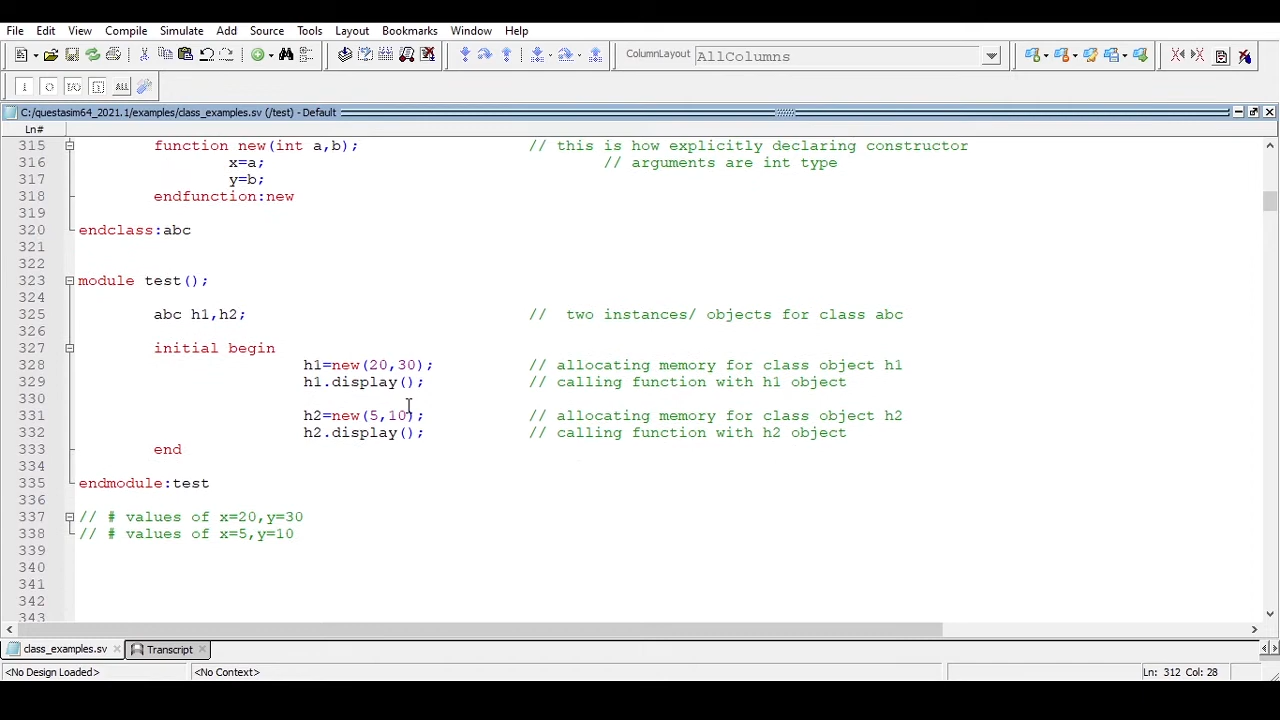 File Edit View Compile Simulate Add Source Tools Layout Bookmarks Window Help
ColumnLayout AllColumns
C:/questasim64_2021.1/examples/class_examples.sv (/test) - Default
Ln#
315 function new(int a,b); // this is how explicitly declaring constructor
316 x=a; // arguments are int type
317 y=b;
318 endfunction:new
319
320 endclass:abc
321
322
323 module test();
324
325 abc h1,h2; // two instances/ objects for class abc
326
327 initial begin
328 h1=new(20,30); // allocating memory for class object h1
329 h1.display(); // calling function with h1 object
330
331 h2=new(5,10); // allocating memory for class object h2
332 h2.display(); // calling function with h2 object
333 end
334
335 endmodule:test
336
337 // # values of x=20,y=30
338 // # values of x=5,y=10
339
340
341
342
343
class_examples.sv Transcript
<No Design Loaded> <No Context> Ln: 312 Col: 28